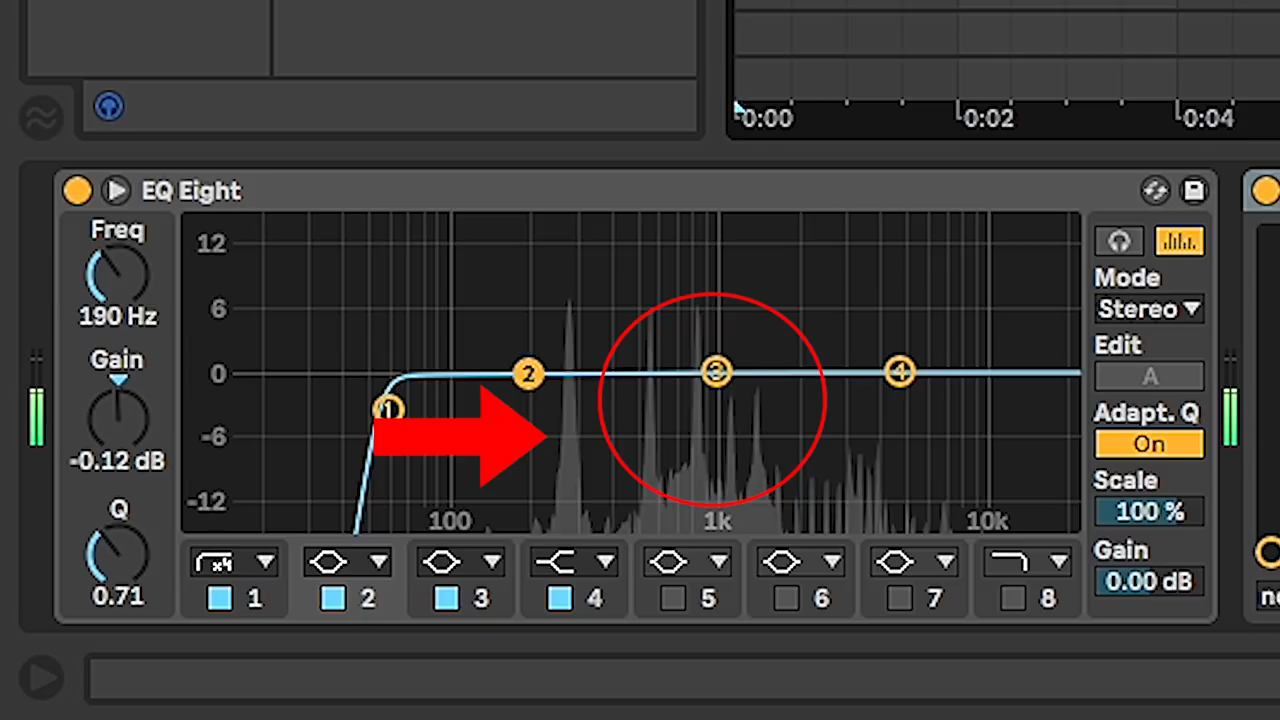 0:00
0:02
0:04
EQ Eight
Freq
190 Hz
Gain
-0.12 dB
Q
0.71
12
6
0
-6
-12
1
2
3
4
100
1k
10k
x4
1
2
3
4
5
6
7
8
Mode
Stereo
Edit
A
Adapt. Q
On
Scale
100 %
Gain
0.00 dB